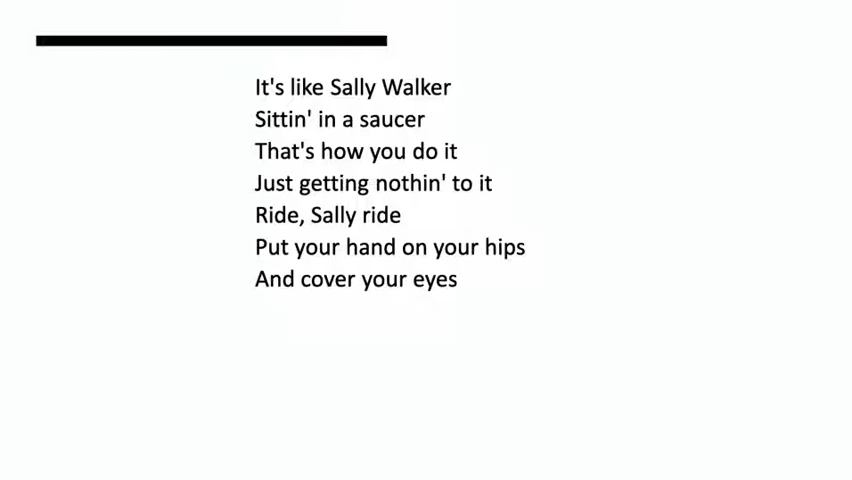 It's like Sally Walker
Sittin' in a saucer
That's how you do it
Just getting nothin' to it
Ride, Sally ride
Put your hand on your hips
And cover your eyes